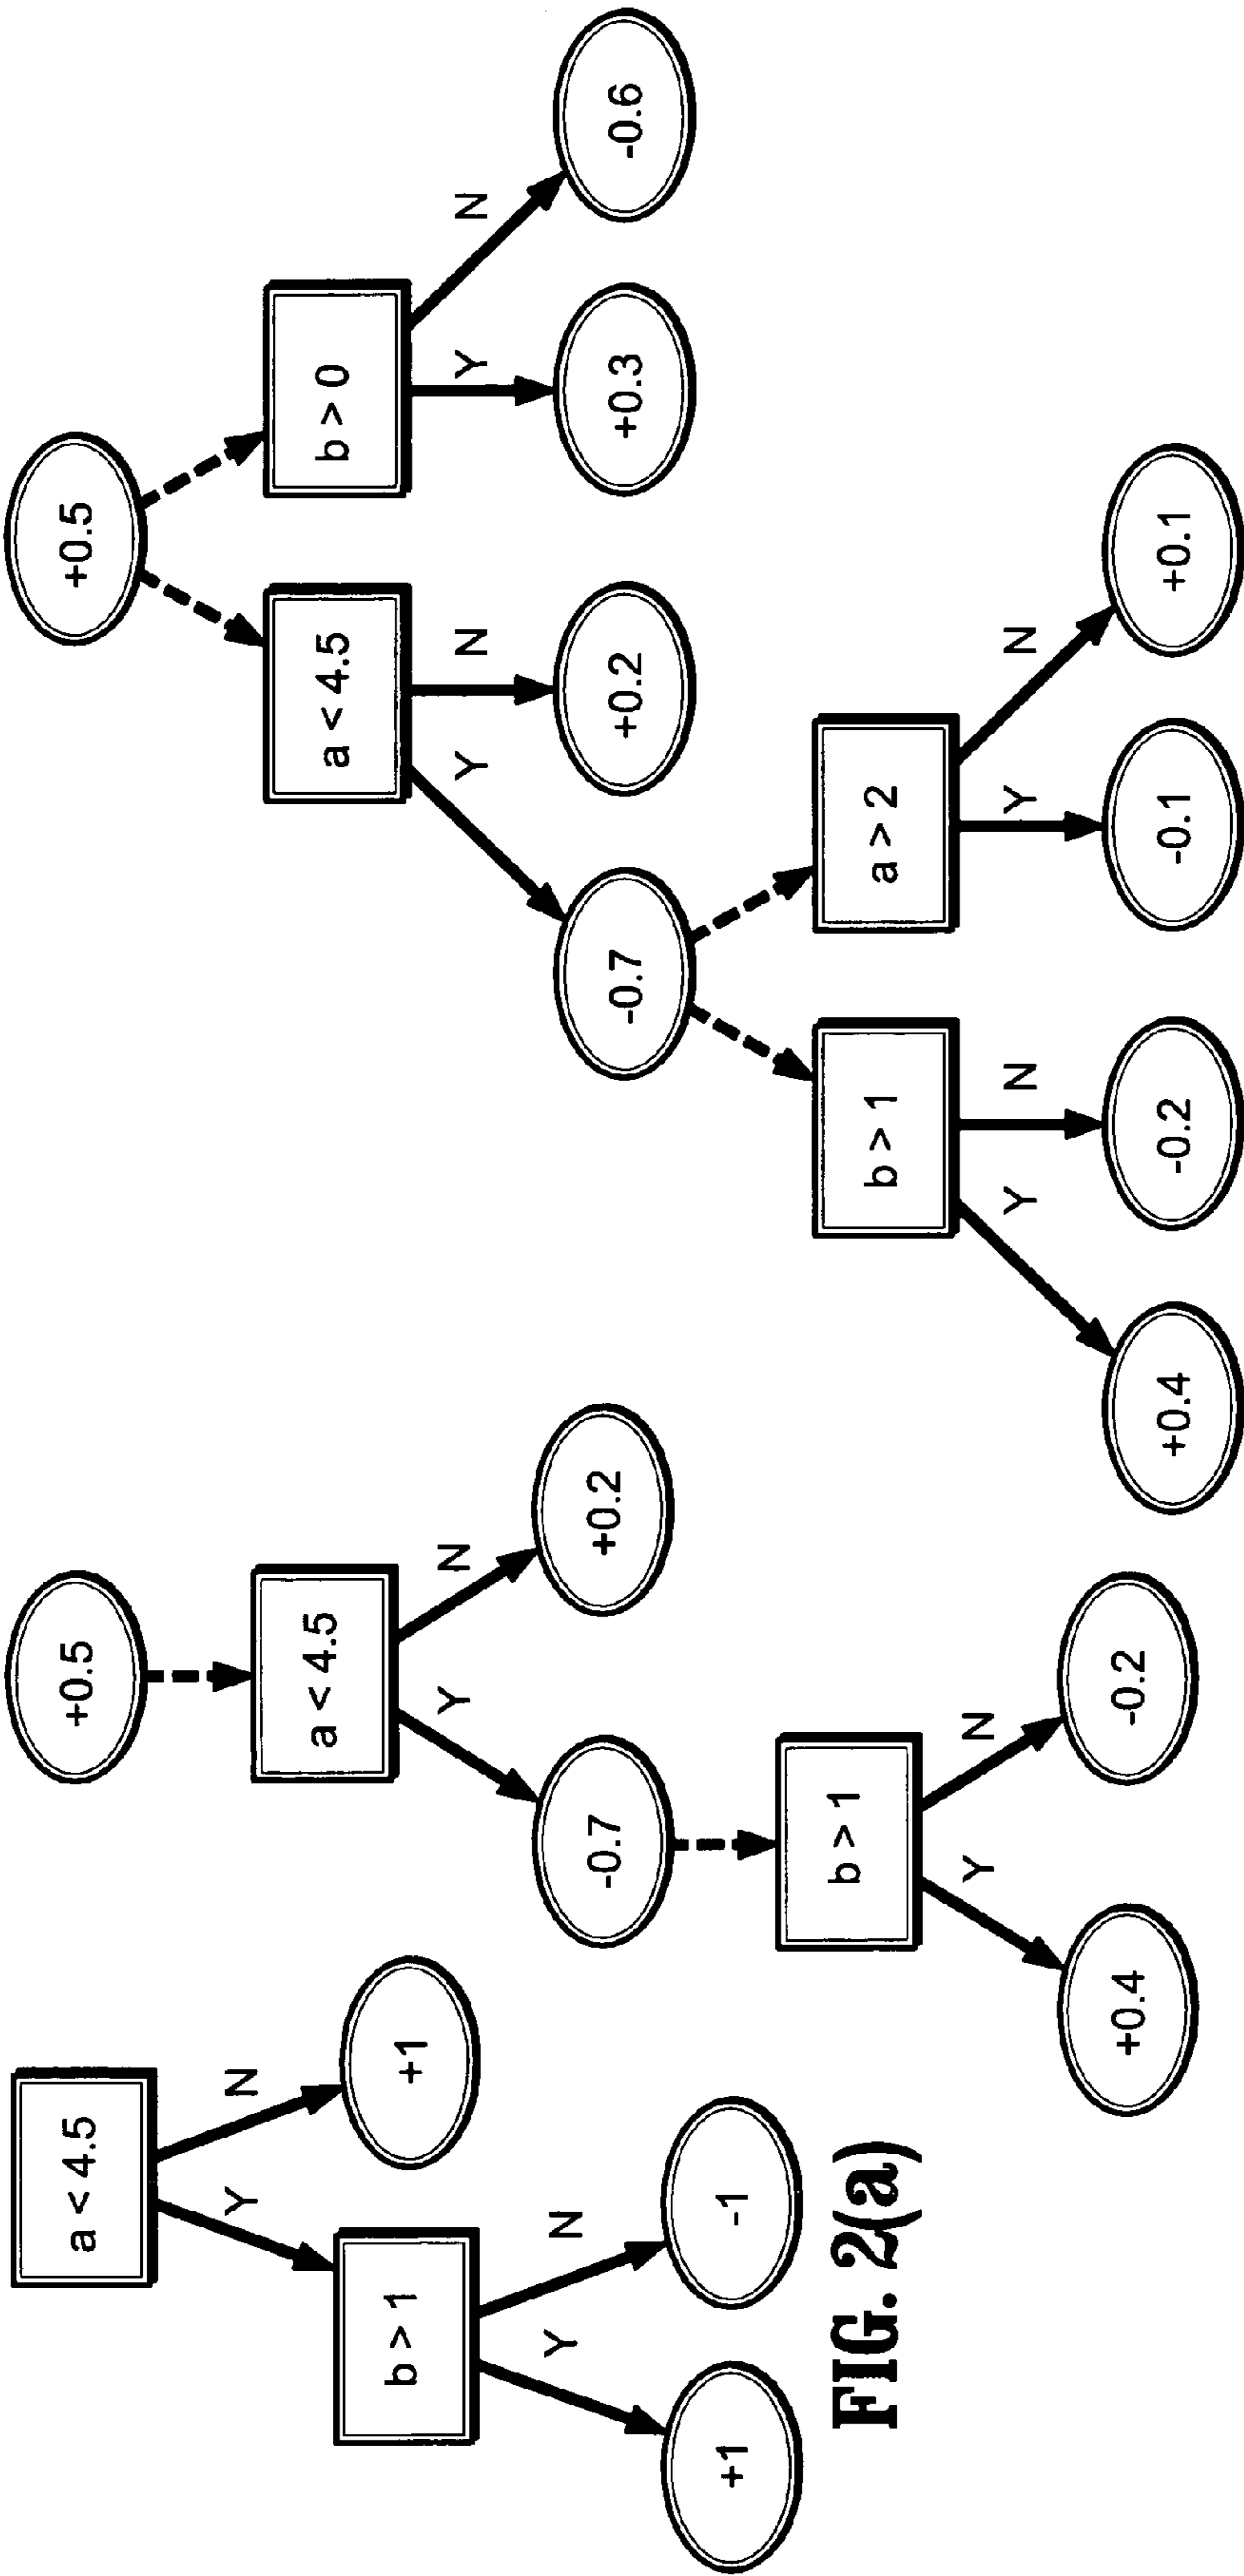 a < 4.5
Y
N
b > 1
+1
Y
N
+1
-1
FIG. 2(a)
+0.5
a < 4.5
Y
N
-0.7
+0.2
b > 1
Y
N
+0.4
-0.2
+0.5
a < 4.5
b > 0
Y
N
Y
N
-0.7
+0.2
+0.3
-0.6
b > 1
a > 2
Y
N
Y
N
+0.4
-0.2
-0.1
+0.1